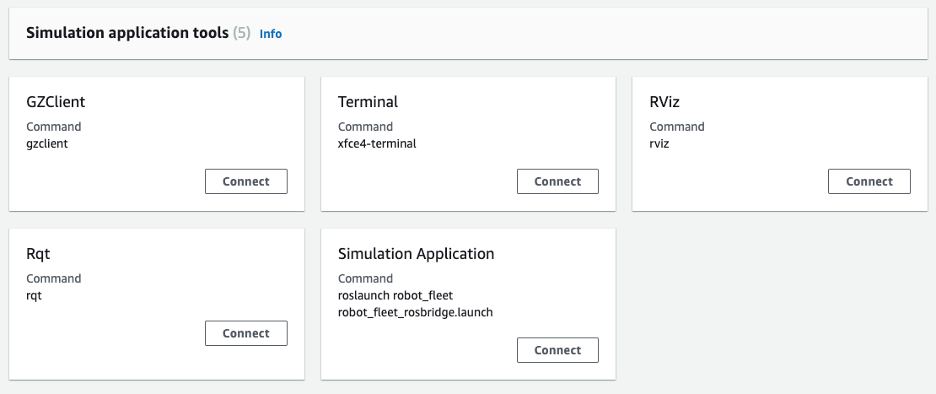 Simulation application tools (5) Info
GZClient
Command
gzclient
Connect
Terminal
Command
xfce4-terminal
Connect
RViz
Command
rviz
Connect
Rqt
Command
rqt
Connect
Simulation Application
Command
roslaunch robot_fleet
robot_fleet_rosbridge.launch
Connect